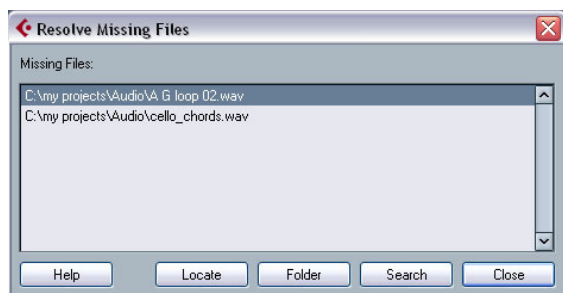 Resolve Missing Files
Missing Files:
C:\my projects\Audio\A G loop 02.wav
C:\my projects\Audio\cello_chords.wav
Help Locate Folder Search Close